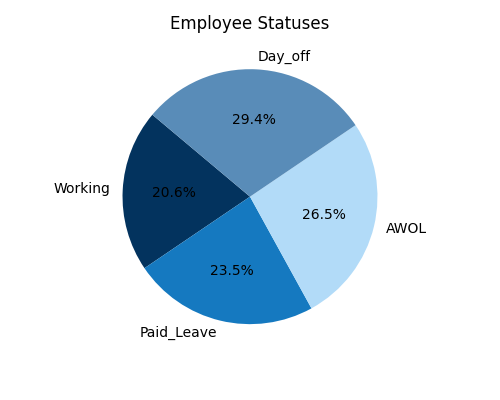 Employee Statuses
Day_off
29.4%
Working
20.6%
26.5%
AWOL
23.5%
Paid_Leave